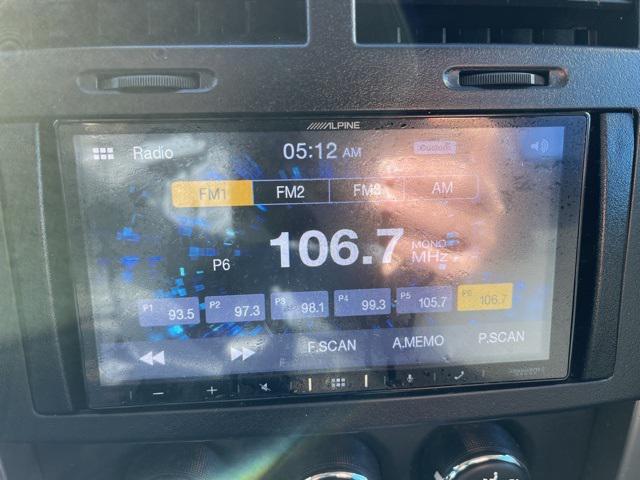 ALPINE
Radio 05:12 AM Custom
FM1 FM2 FM3 AM
P6 106.7 MONO MHz
P1 93.5 P2 97.3 P3 98.1 P4 99.3 P5 105.7 P6 106.7
F.SCAN A.MEMO P.SCAN